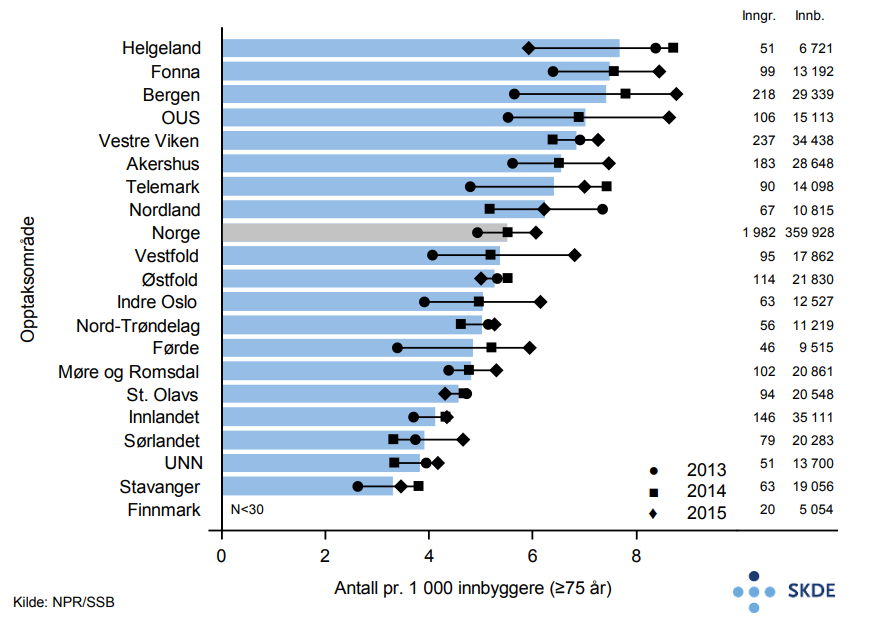 Inngr. Innb.
Helgeland 51 6 721
Fonna 99 13 192
Bergen 218 29 339
OUS 106 15 113
Vestre Viken 237 34 438
Akershus 183 28 648
Telemark 90 14 098
Nordland 67 10 815
Norge 1 982 359 928
Vestfold 95 17 862
Østfold 114 21 830
Indre Oslo 63 12 527
Nord-Trøndelag 56 11 219
Førde 46 9 515
Møre og Romsdal 102 20 861
St. Olavs 94 20 548
Innlandet 146 35 111
Sørlandet 79 20 283
UNN 51 13 700
Stavanger 63 19 056
Finnmark N<30 20 5 054
Opptaksområde
2013
2014
2015
0 2 4 6 8
Antall pr. 1 000 innbyggere (≥75 år)
Kilde: NPR/SSB
SKDE